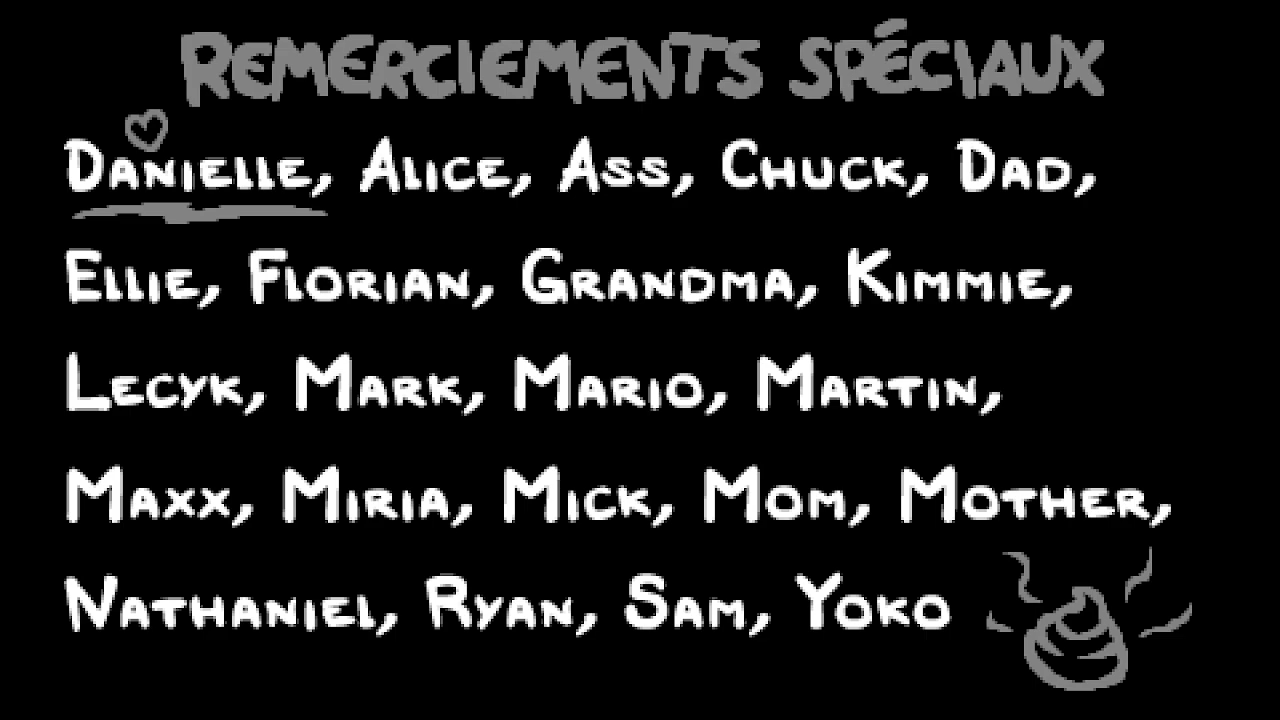 Remerciements Spéciaux
Danielle, Alice, Ass, Chuck, Dad,
Ellie, Florian, Grandma, Kimmie,
Lecyk, Mark, Mario, Martin,
Maxx, Miria, Mick, Mom, Mother,
Nathaniel, Ryan, Sam, Yoko